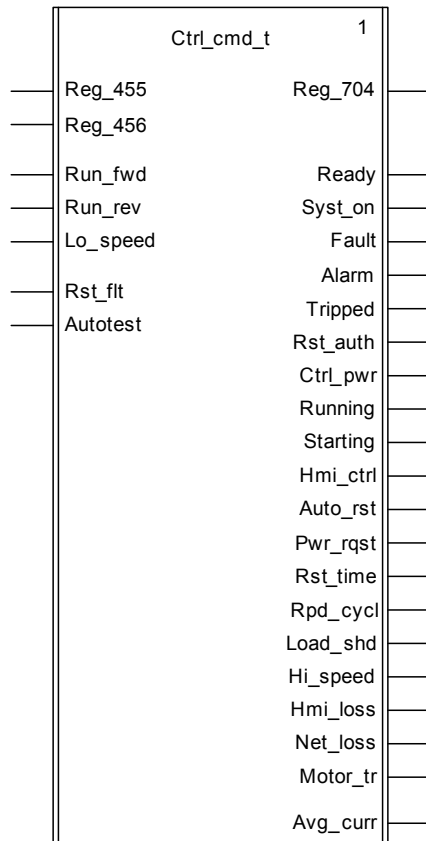 Ctrl_cmd_t 1
Reg_455 Reg_704
Reg_456
Run_fwd Ready
Run_rev Syst_on
Lo_speed Fault
Alarm
Rst_flt
Tripped
Autotest
Rst_auth
Ctrl_pwr
Running
Starting
Hmi_ctrl
Auto_rst
Pwr_rqst
Rst_time
Rpd_cycl
Load_shd
Hi_speed
Hmi_loss
Net_loss
Motor_tr
Avg_curr